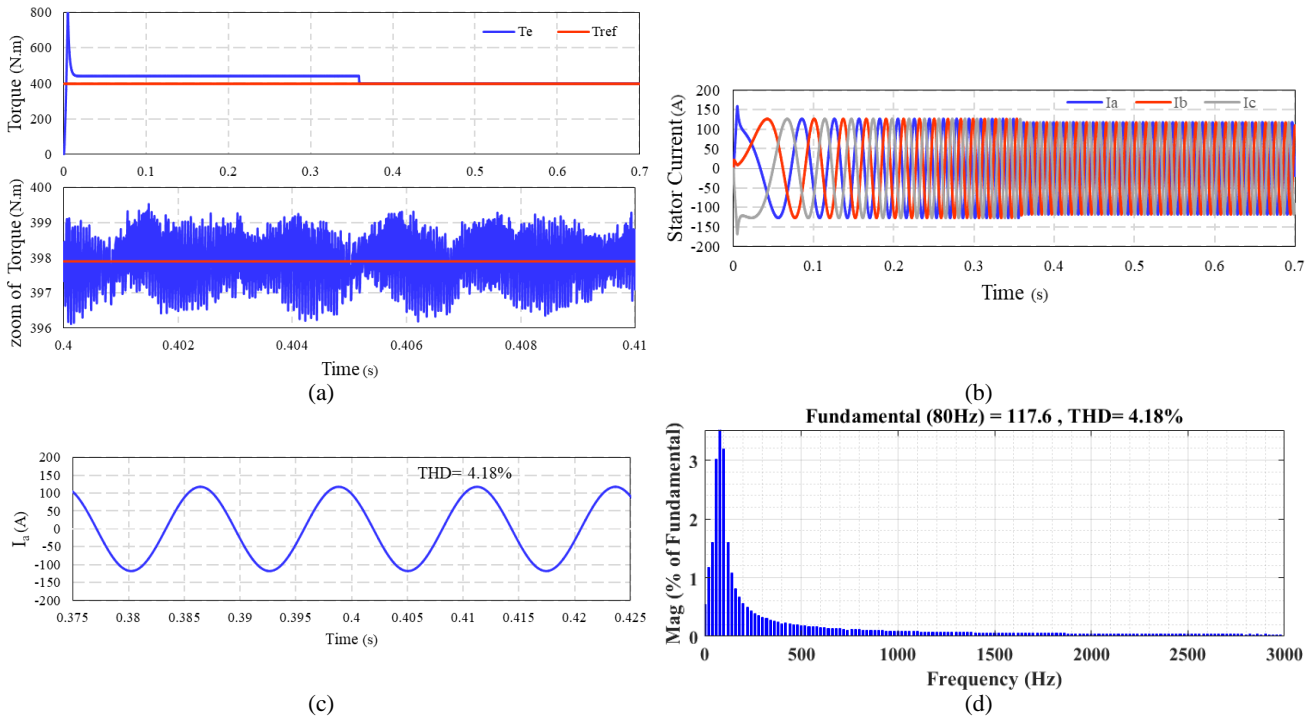 Torque (N.m)
800
600
400
200
0
Te
Tref
0 0.1 0.2 0.3 0.4 0.5 0.6 0.7
zoom of Torque (N.m)
400
399
398
397
396
0.4 0.402 0.404 0.406 0.408 0.41
Time (s)
(a)
Stator Current (A)
200
150
100
50
0
-50
-100
-150
-200
Ia
Ib
Ic
0 0.1 0.2 0.3 0.4 0.5 0.6 0.7
Time (s)
(b)
Ia (A)
200
150
100
50
0
-50
-100
-150
-200
THD= 4.18%
0.375 0.38 0.385 0.39 0.395 0.4 0.405 0.41 0.415 0.42 0.425
Time (s)
(c)
Fundamental (80Hz) = 117.6 , THD= 4.18%
Mag (% of Fundamental)
3
2
1
0
0 500 1000 1500 2000 2500 3000
Frequency (Hz)
(d)